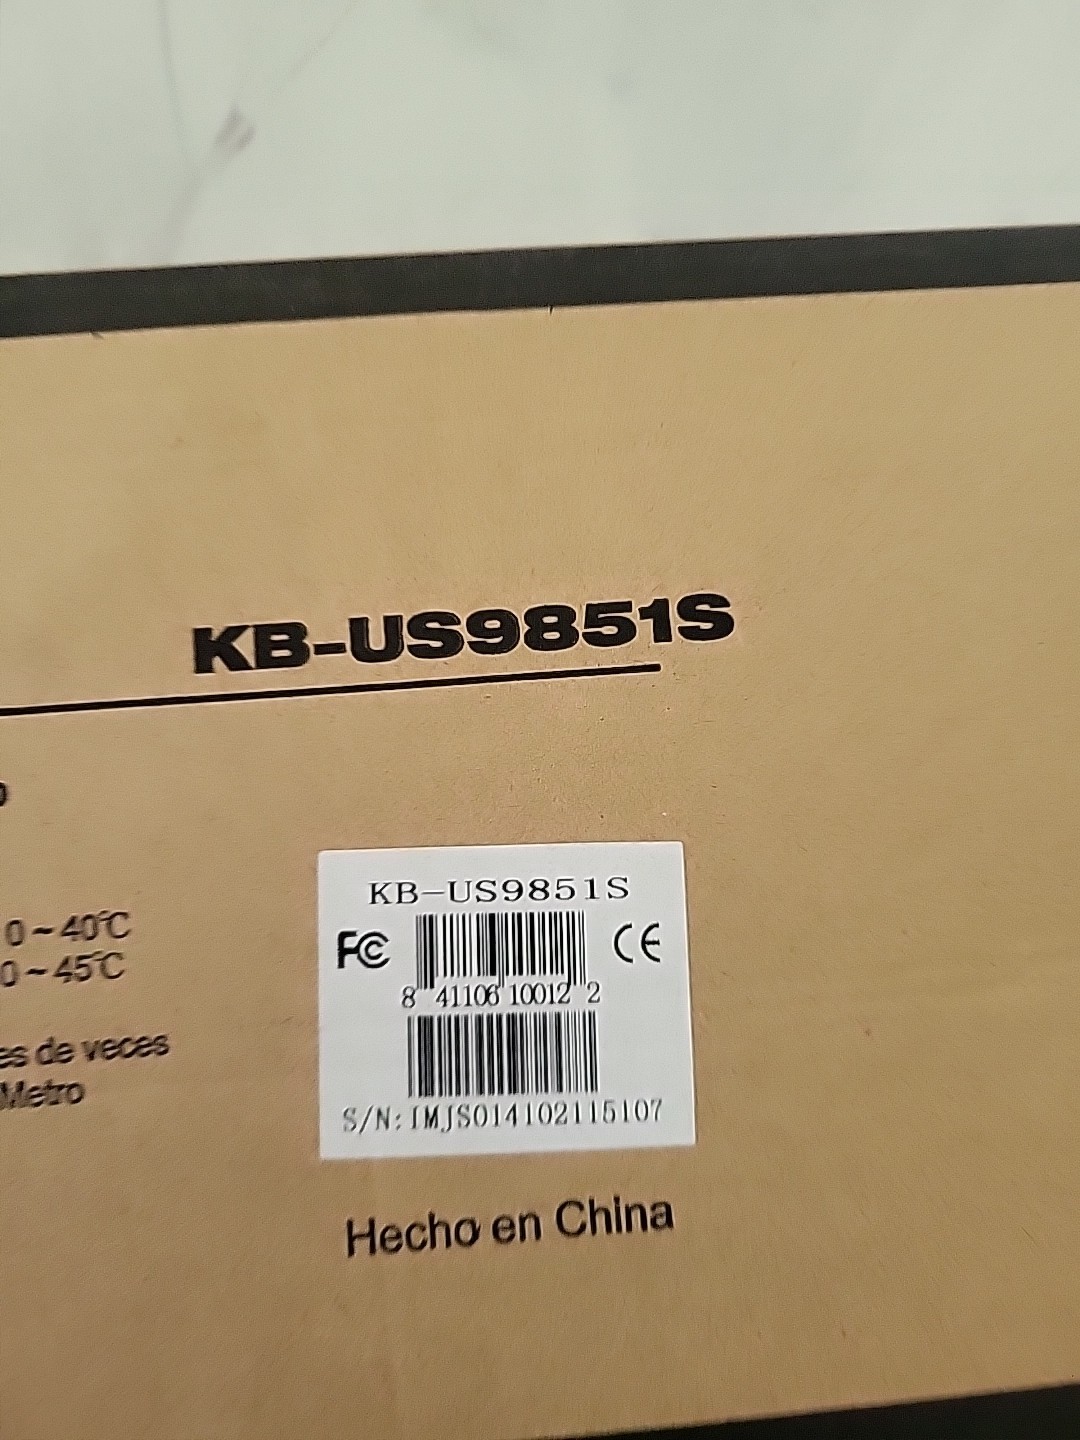 KB-US9851S
0~40℃
0~45℃
es de veces
Metro
KB-US9851S
FC CE
8 41106 10012 2
S/N:IMJS014102115107
Hecho en China